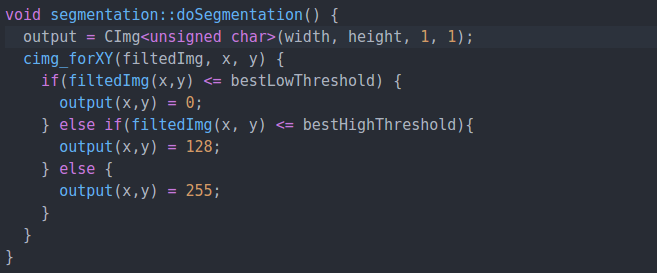 void segmentation::doSegmentation() {
  output = CImg<unsigned char>(width, height, 1, 1);
  cimg_forXY(filtedImg, x, y) {
    if(filtedImg(x,y) <= bestLowThreshold) {
      output(x,y) = 0;
    } else if(filtedImg(x, y) <= bestHighThreshold){
      output(x,y) = 128;
    } else {
      output(x,y) = 255;
    }
  }
}